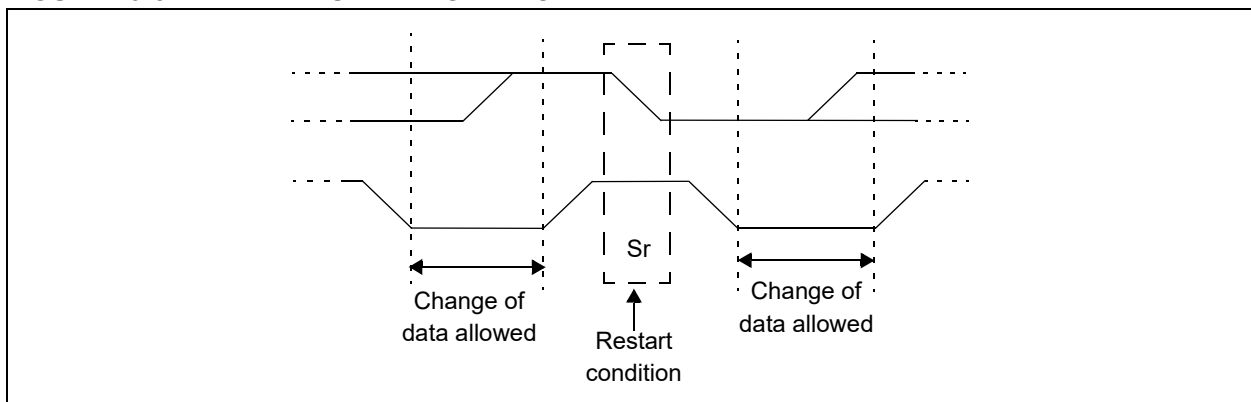 Sr
Change of
data allowed
Restart
condition
Change of
data allowed